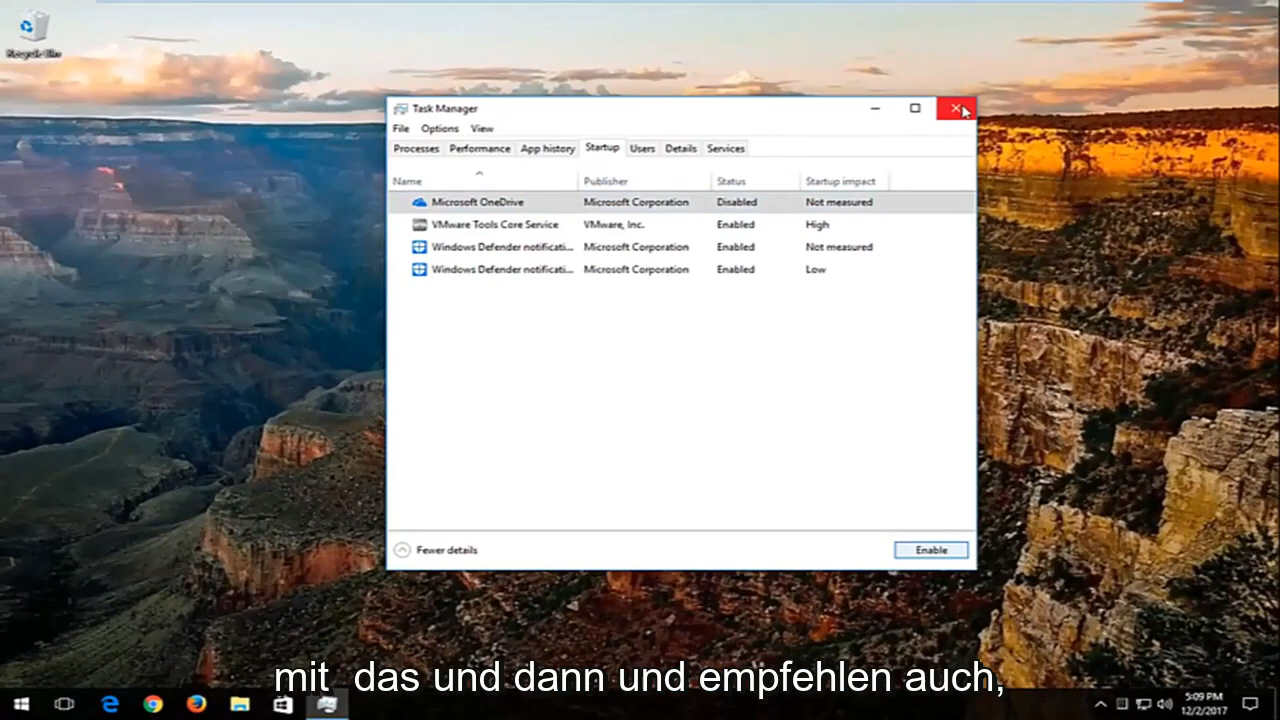 Recycle Bin
Task Manager
File Options View
Processes Performance App history Startup Users Details Services
Name Publisher Status Startup impact
Microsoft OneDrive Microsoft Corporation Disabled Not measured
VMware Tools Core Service VMware, Inc. Enabled High
Windows Defender notificati... Microsoft Corporation Enabled Not measured
Windows Defender notificati... Microsoft Corporation Enabled Low
Fewer details Enable
mit das und dann und empfehlen auch,
5:09 PM
12/2/2017